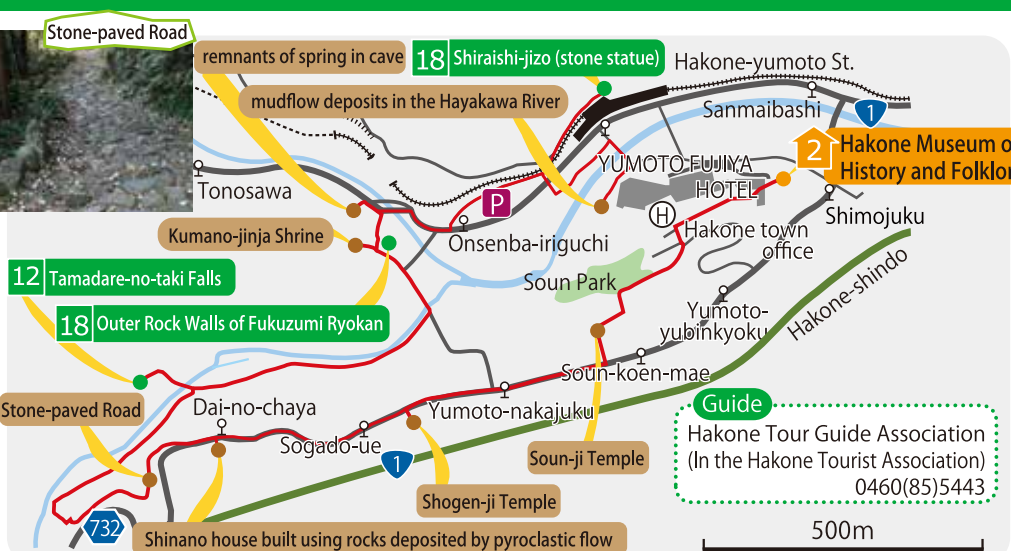 Stone-paved Road
remnants of spring in cave
18 Shiraishi-jizo (stone statue)
Hakone-yumoto St.
mudflow deposits in the Hayakawa River
Sanmaibashi
1
2 Hakone Museum o
History and Folklor
YUMOTO FUJIYA
HOTEL
Tonosawa
P
H
Shimojuku
Kumano-jinja Shrine
Onsenba-iriguchi
Hakone town
office
12 Tamadare-no-taki Falls
Soun Park
18 Outer Rock Walls of Fukuzumi Ryokan
Yumoto-
yubinkyoku
Hakone-shindo
Soun-koen-mae
Stone-paved Road
Dai-no-chaya
Yumoto-nakajuku
Sogado-ue
1
Soun-ji Temple
Shogen-ji Temple
732
Shinano house built using rocks deposited by pyroclastic flow
Guide
Hakone Tour Guide Association
(In the Hakone Tourist Association)
0460(85)5443
500m